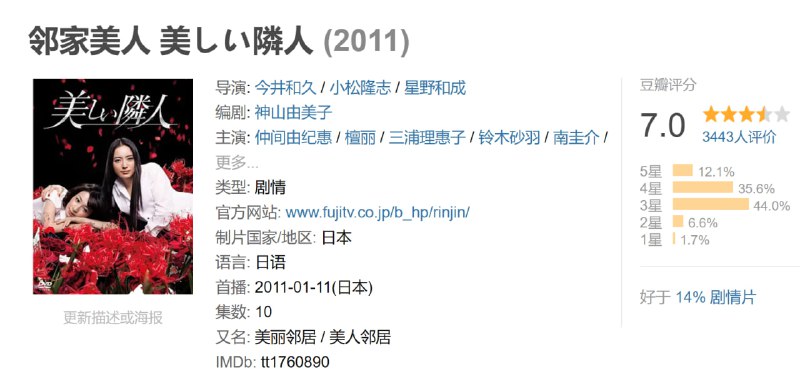 邻家美人 美しい隣人 (2011)
美しい隣人
DVD
更新描述或海报
导演: 今井和久 / 小松隆志 / 星野和成
编剧: 神山由美子
主演: 仲间由纪惠 / 檀丽 / 三浦理惠子 / 铃木砂羽 / 南圭介 /
更多...
类型: 剧情
官方网站: www.fujitv.co.jp/b_hp/rinjin/
制片国家/地区: 日本
语言: 日语
首播: 2011-01-11(日本)
集数: 10
又名: 美丽邻居 / 美人邻居
IMDb: tt1760890
豆瓣评分
7.0
3443人评价
5星 12.1%
4星 35.6%
3星 44.0%
2星 6.6%
1星 1.7%
好于 14% 剧情片